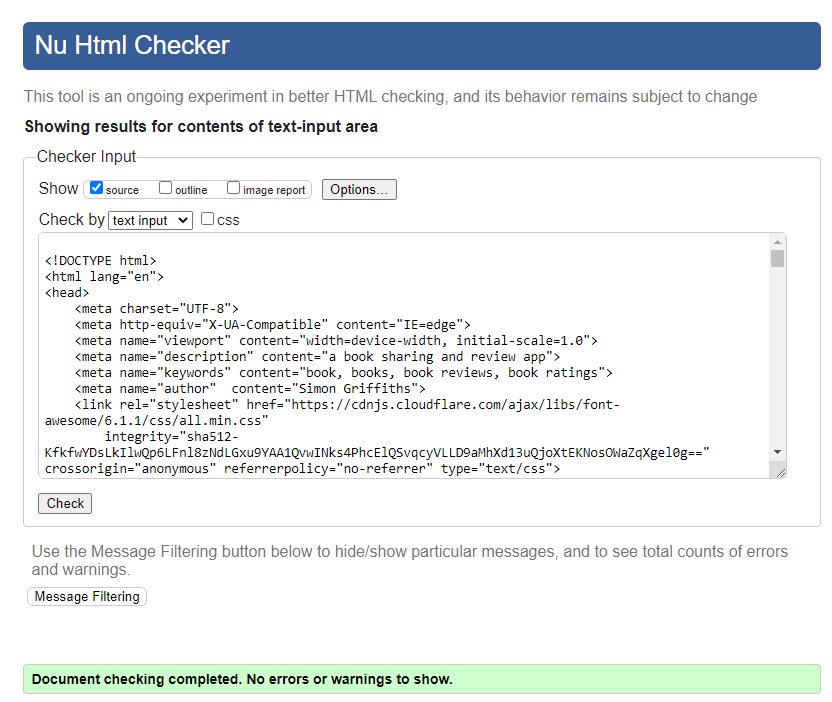 Nu Html Checker
This tool is an ongoing experiment in better HTML checking, and its behavior remains subject to change
Showing results for contents of text-input area
Checker Input
Show source outline image report Options...
Check by text input css
<!DOCTYPE html>
<html lang="en">
<head>
    <meta charset="UTF-8">
    <meta http-equiv="X-UA-Compatible" content="IE=edge">
    <meta name="viewport" content="width=device-width, initial-scale=1.0">
    <meta name="description" content="a book sharing and review app">
    <meta name="keywords" content="book, books, book reviews, book ratings">
    <meta name="author"  content="Simon Griffiths">
    <link rel="stylesheet" href="https://cdnjs.cloudflare.com/ajax/libs/font-
awesome/6.1.1/css/all.min.css"
        integrity="sha512-
KfkfwYDsLkIlwQp6LFnl8zNdLGxu9YAA1QvwINks4PhcElQSvqcyVLLD9aMhXd13uQjoXtEKNosOWaZqXgel0g=="
crossorigin="anonymous" referrerpolicy="no-referrer" type="text/css">
Check
Use the Message Filtering button below to hide/show particular messages, and to see total counts of errors
and warnings.
Message Filtering
Document checking completed. No errors or warnings to show.